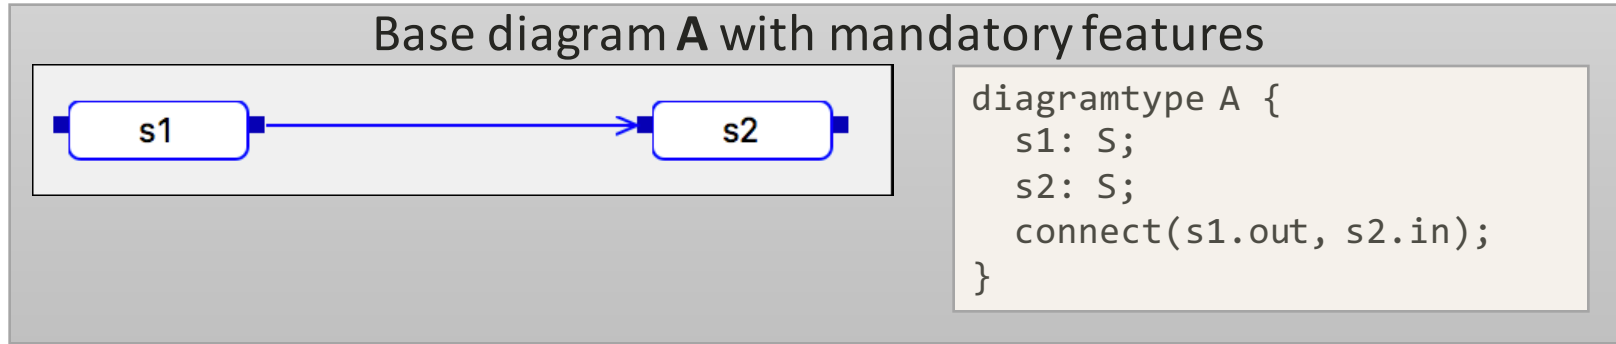 Base diagram A with mandatory features
s1
s2
diagramtype A {
s1: S;
s2: S;
connect(s1.out, s2.in);
}